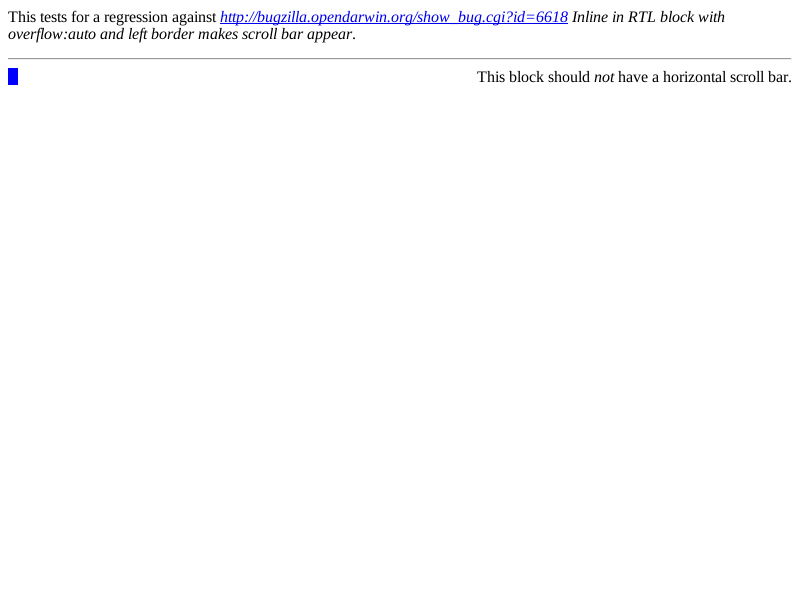 This tests for a regression against http://bugzilla.opendarwin.org/show_bug.cgi?id=6618 Inline in RTL block with
overflow:auto and left border makes scroll bar appear.
This block should not have a horizontal scroll bar.